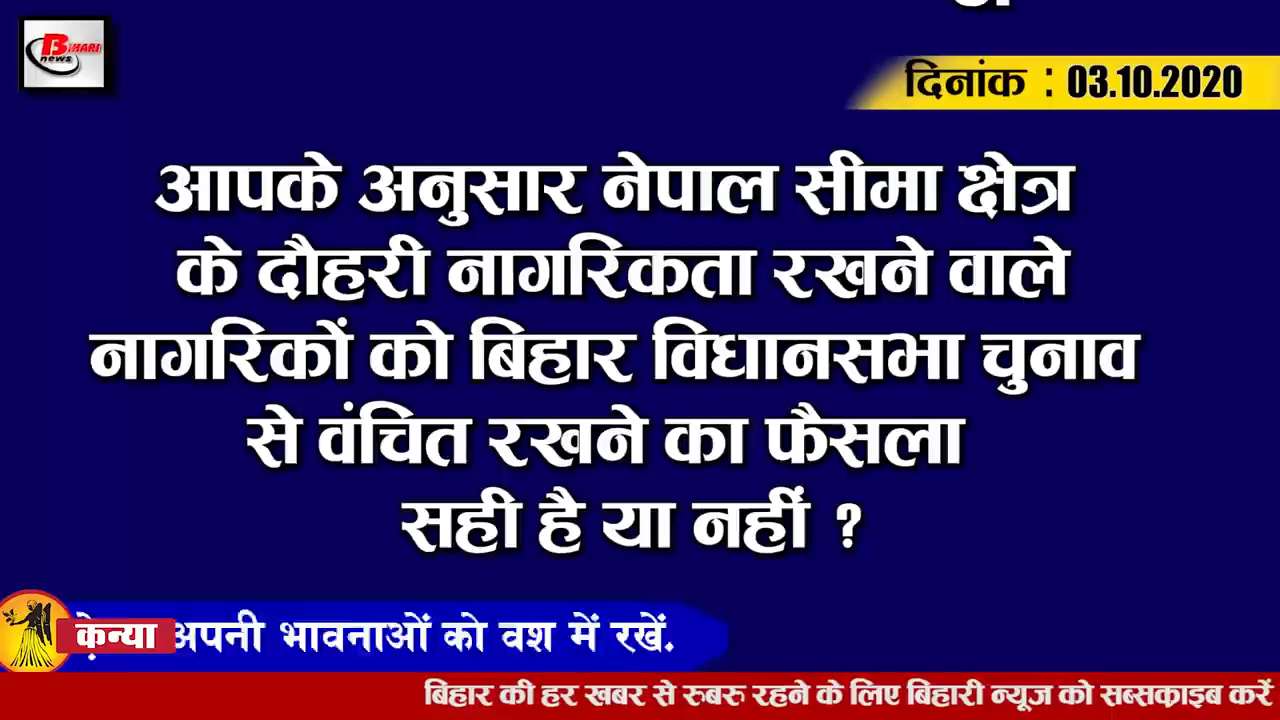 BIHARI
news
दिनांक : 03.10.2020
आपके अनुसार नेपाल सीमा क्षेत्र
के दौहरी नागरिकता रखने वाले
नागरिकों को बिहार विधानसभा चुनाव
से वंचित रखने का फैसला
सही है या नहीं ?
कन्या अपनी भावनाओं को वश में रखें.
बिहार की हर खबर से रुबरु रहने के लिए बिहारी न्यूज को सब्सक्राइब करें